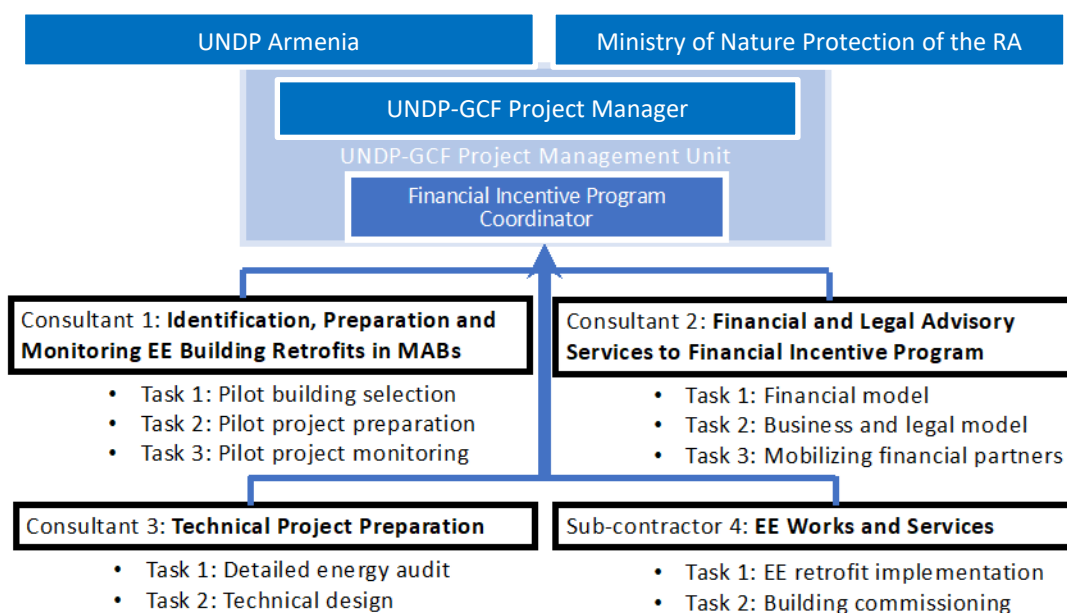 UNDP Armenia
Ministry of Nature Protection of the RA
UNDP-GCF Project Manager
UNDP-GCF Project Management Unit
Financial Incentive Program
Coordinator
Consultant 1: Identification, Preparation and
Monitoring EE Building Retrofits in MABs
• Task 1: Pilot building selection
• Task 2: Pilot project preparation
• Task 3: Pilot project monitoring
Consultant 2: Financial and Legal Advisory
Services to Financial Incentive Program
• Task 1: Financial model
• Task 2: Business and legal model
• Task 3: Mobilizing financial partners
Consultant 3: Technical Project Preparation
• Task 1: Detailed energy audit
• Task 2: Technical design
Sub-contractor 4: EE Works and Services
• Task 1: EE retrofit implementation
• Task 2: Building commissioning